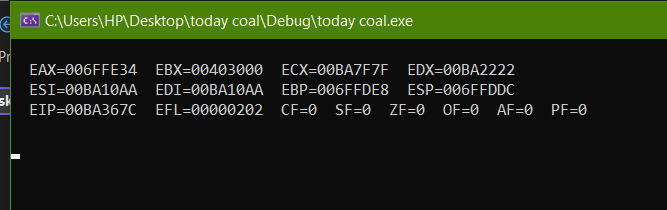 C:\Users\HP\Desktop\today coal\Debug\today coal.exe
EAX=006FFE34 EBX=00403000 ECX=00BA7F7F EDX=00BA2222
ESI=00BA10AA EDI=00BA10AA EBP=006FFDE8 ESP=006FFDDC
EIP=00BA367C EFL=00000202 CF=0 SF=0 ZF=0 OF=0 AF=0 PF=0